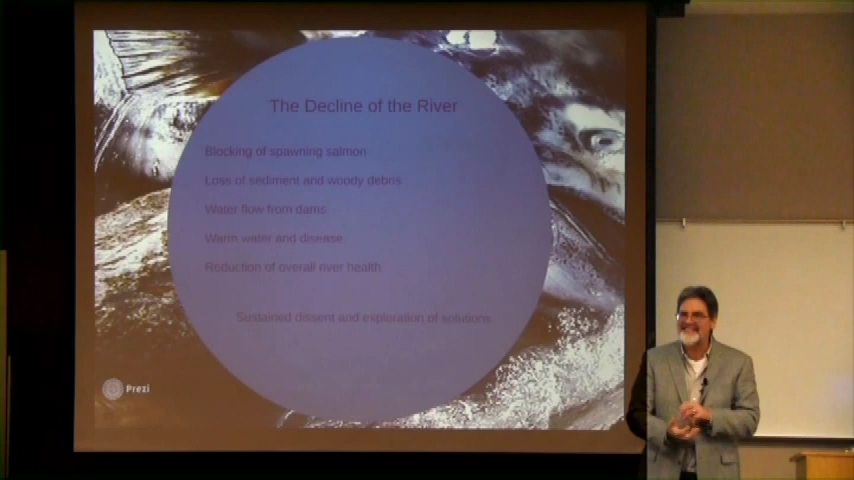 The Decline of the River
Blocking of spawning salmon
Loss of sediment and woody debris
Water flow from dams
Warm water and disease
Reduction of overall river health
Sustained dissent and exploration of solutions
Prezi